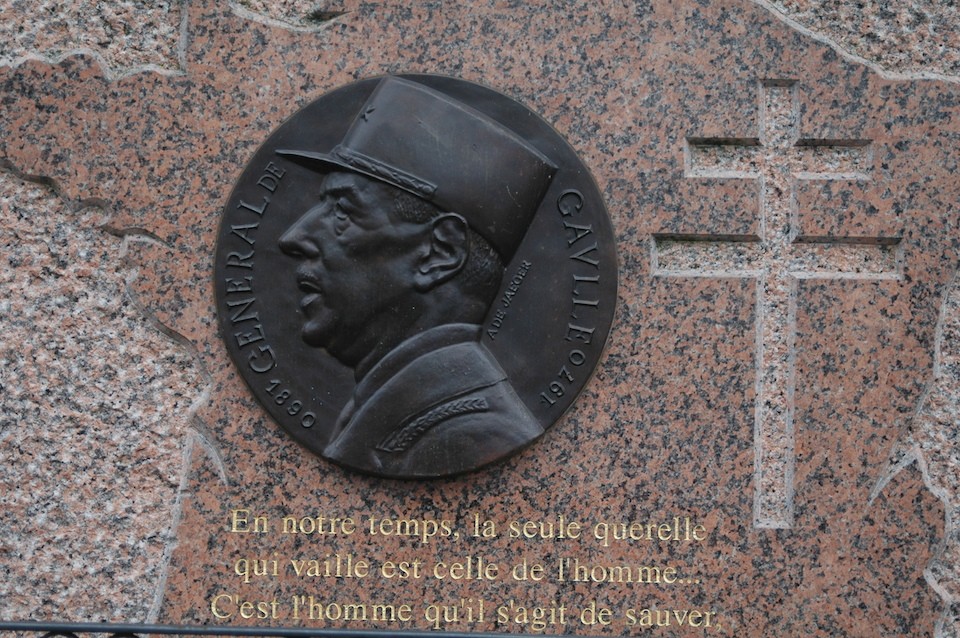 GENERAL DE GAULLE
1890 1970
A DE JAEGER
En notre temps, la seule querelle
qui vaille est celle de l'homme...
C'est l'homme qu'il s'agit de sauver,